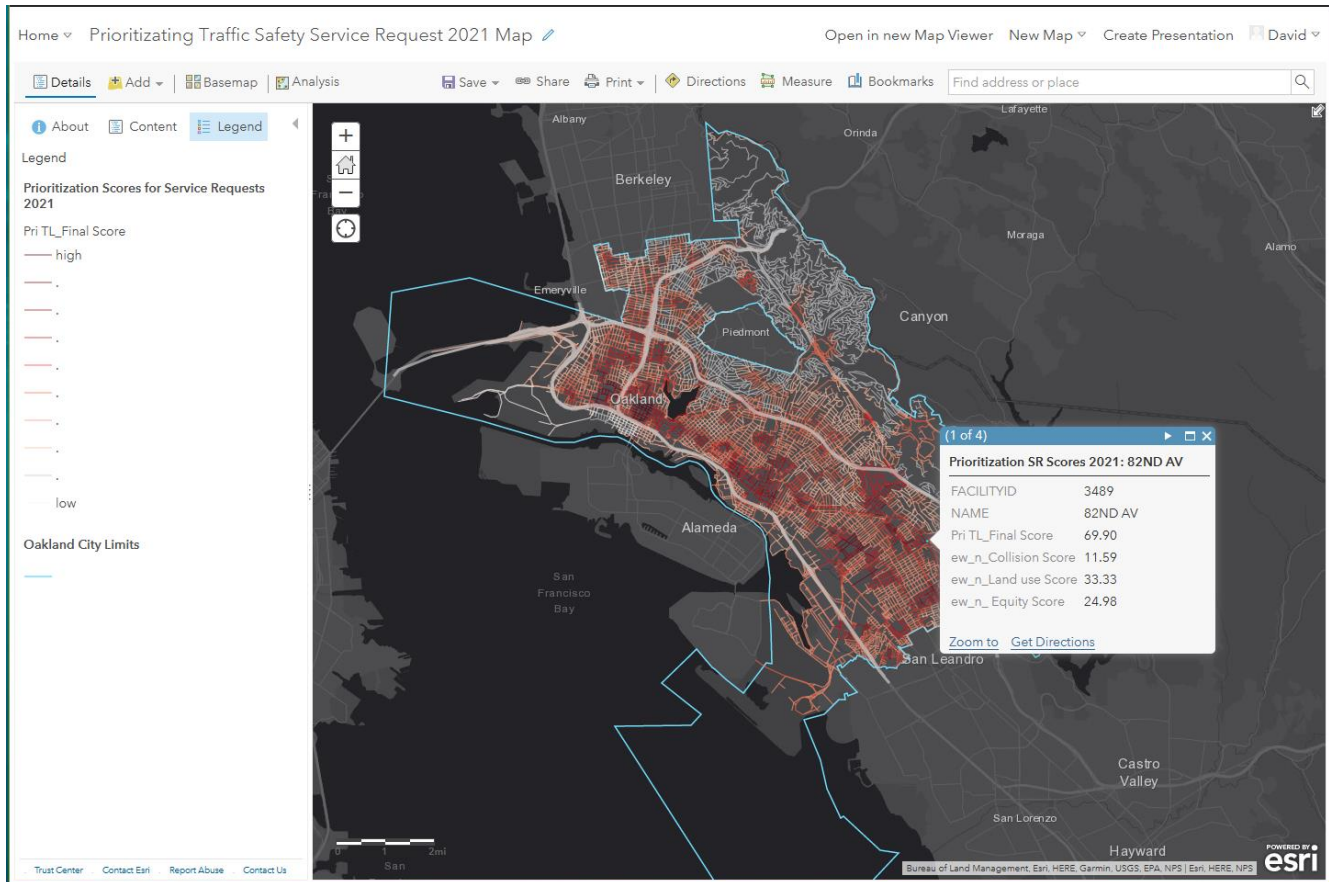 Home Prioritizating Traffic Safety Service Request 2021 Map
Open in new Map Viewer New Map Create Presentation David
Details Add Basemap Analysis Save Share Print Directions Measure Bookmarks Find address or place
About Content Legend
Legend
Prioritization Scores for Service Requests
2021
Pri TL_Final Score
high
.
.
.
.
.
.
.
.
low
Oakland City Limits
Albany
Lafayette
Orinda
Berkeley
Bay
Moraga
Alamo
Emeryville
Canyon
Piedmont
Oakland
Alameda
San
Francisco
Bay
(1 of 4)
Prioritization SR Scores 2021: 82ND AV
FACILITYID 3489
NAME 82ND AV
Pri TL_Final Score 69.90
ew_n_Collision Score 11.59
ew_n_Land use Score 33.33
ew_n_ Equity Score 24.98
Zoom to Get Directions
San Leandro
Castro
Valley
San Lorenzo
Hayward
0 1 2mi
San
Bureau of Land Management, Esri, HERE, Garmin, USGS, EPA, NPS | Esri, HERE, NPS
POWERED BY
esri
Trust Center Contact Esri Report Abuse Contact Us